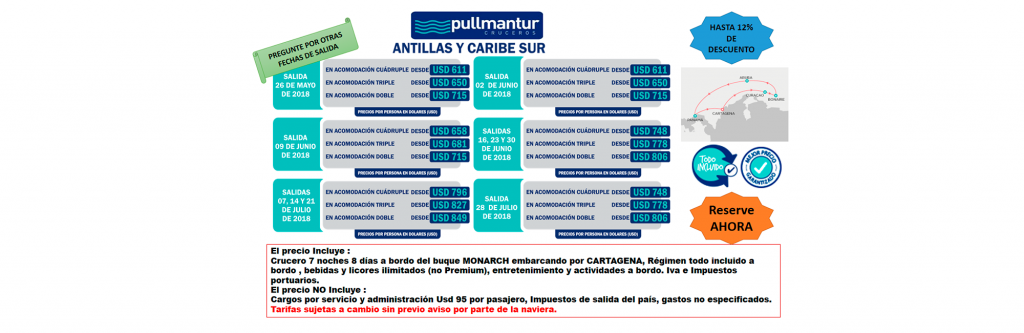 pullmantur
CRUCEROS
ANTILLAS Y CARIBE SUR
PREGUNTE POR OTRAS
FECHAS DE SALIDA
HASTA 12%
DE
DESCUENTO
SALIDA
26 DE MAYO
DE 2018
EN ACOMODACIÓN CUÁDRUPLE DESDE USD 611
EN ACOMODACIÓN TRIPLE DESDE USD 650
EN ACOMODACIÓN DOBLE DESDE USD 715
PRECIOS POR PERSONA EN DOLARES (USD)
SALIDA
02 DE JUNIO
DE 2018
EN ACOMODACIÓN CUÁDRUPLE DESDE USD 611
EN ACOMODACIÓN TRIPLE DESDE USD 650
EN ACOMODACIÓN DOBLE DESDE USD 715
PRECIOS POR PERSONA EN DOLARES (USD)
SALIDA
09 DE JUNIO
DE 2018
EN ACOMODACIÓN CUÁDRUPLE DESDE USD 658
EN ACOMODACIÓN TRIPLE DESDE USD 681
EN ACOMODACIÓN DOBLE DESDE USD 715
PRECIOS POR PERSONA EN DOLARES (USD)
SALIDAS
16, 23 Y 30
DE JUNIO
DE 2018
EN ACOMODACIÓN CUÁDRUPLE DESDE USD 748
EN ACOMODACIÓN TRIPLE DESDE USD 778
EN ACOMODACIÓN DOBLE DESDE USD 806
PRECIOS POR PERSONA EN DOLARES (USD)
SALIDAS
07, 14 Y 21
DE JULIO
DE 2018
EN ACOMODACIÓN CUÁDRUPLE DESDE USD 796
EN ACOMODACIÓN TRIPLE DESDE USD 827
EN ACOMODACIÓN DOBLE DESDE USD 849
PRECIOS POR PERSONA EN DOLARES (USD)
SALIDA
28 DE JULIO
DE 2018
EN ACOMODACIÓN CUÁDRUPLE DESDE USD 748
EN ACOMODACIÓN TRIPLE DESDE USD 778
EN ACOMODACIÓN DOBLE DESDE USD 806
PRECIOS POR PERSONA EN DOLARES (USD)
CURACAO
BONAIRE
CARTAGENA
TODO
INCLUIDO
MEJOR PRECIO
GARANTIZADO
Reserve
AHORA
El precio Incluye :
Crucero 7 noches 8 días a bordo del buque MONARCH embarcando por CARTAGENA, Régimen todo incluido a
bordo , bebidas y licores ilimitados (no Premium), entretenimiento y actividades a bordo. Iva e Impuestos
portuarios.
El precio NO Incluye :
Cargos por servicio y administración Usd 95 por pasajero, Impuestos de salida del país, gastos no especificados.
Tarifas sujetas a cambio sin previo aviso por parte de la naviera.